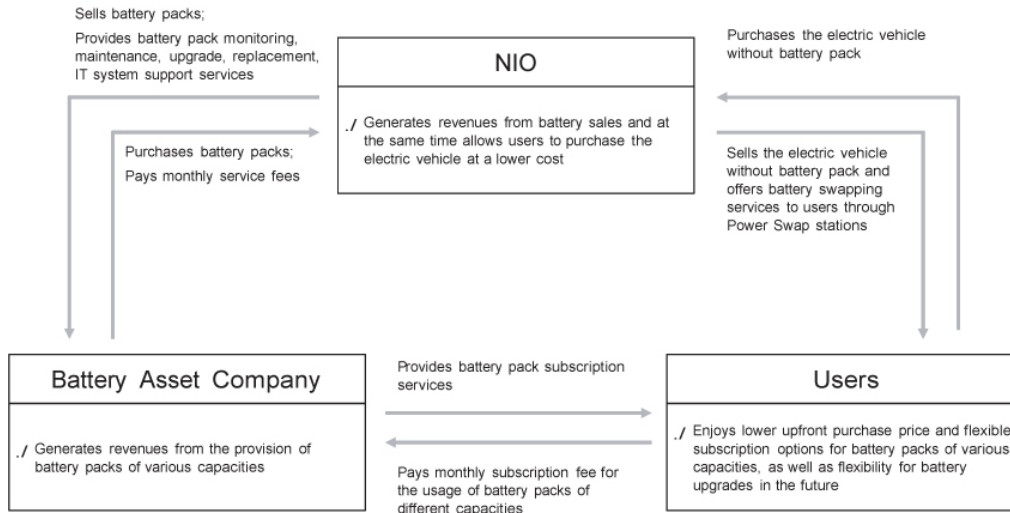 Sells battery packs;
Provides battery pack monitoring,
maintenance, upgrade, replacement,
IT system support services
NIO
Purchases the electric vehicle
without battery pack
./ Generates revenues from battery sales and at
the same time allows users to purchase the
electric vehicle at a lower cost
Purchases battery packs;
Pays monthly service fees
Sells the electric vehicle
without battery pack and
offers battery swapping
services to users through
Power Swap stations
Battery Asset Company
./ Generates revenues from the provision of
battery packs of various capacities
Provides battery pack subscription
services
Pays monthly subscription fee for
the usage of battery packs of
different capacities
Users
./ Enjoys lower upfront purchase price and flexible
subscription options for battery packs of various
capacities, as well as flexibility for battery
upgrades in the future